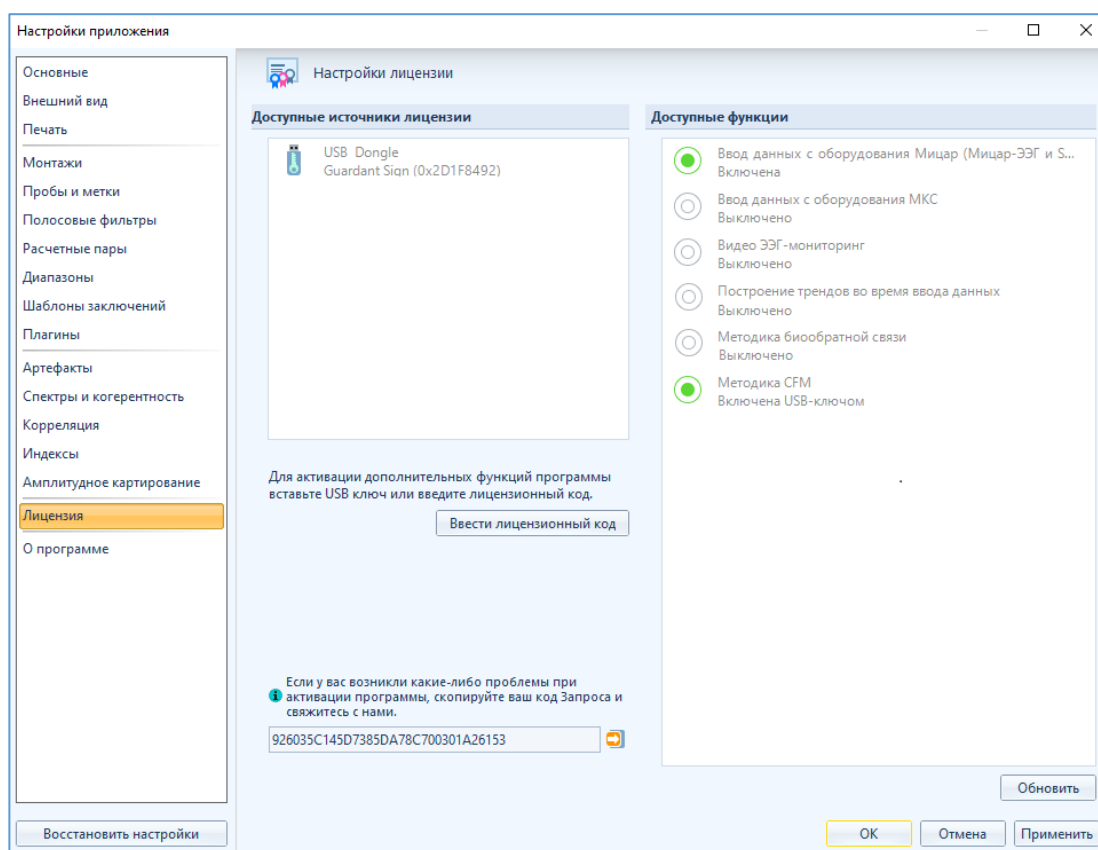 Настройки приложения
Основные
Внешний вид
Печать
Монтажи
Пробы и метки
Полосовые фильтры
Расчетные пары
Диапазоны
Шаблоны заключений
Плагины
Артефакты
Спектры и когерентность
Корреляция
Индексы
Амплитудное картирование
Лицензия
О программе
Восстановить настройки
Настройки лицензии
Доступные источники лицензии
USB Dongle
Guardant Sign (0x2D1F8492)
Для активации дополнительных функций программы
вставьте USB ключ или введите лицензионный код.
Ввести лицензионный код
Если у вас возникли какие-либо проблемы при
активации программы, скопируйте ваш код Запроса и
свяжитесь с нами.
926035C145D7385DA78C700301A26153
Доступные функции
Ввод данных с оборудования Мицар (Мицар-ЭЭГ и S...
Включена
Ввод данных с оборудования МКС
Выключено
Видео ЭЭГ-мониторинг
Выключено
Построение трендов во время ввода данных
Выключено
Методика биообратной связи
Выключено
Методика CFM
Включена USB-ключом
Обновить
OK
Отмена
Применить